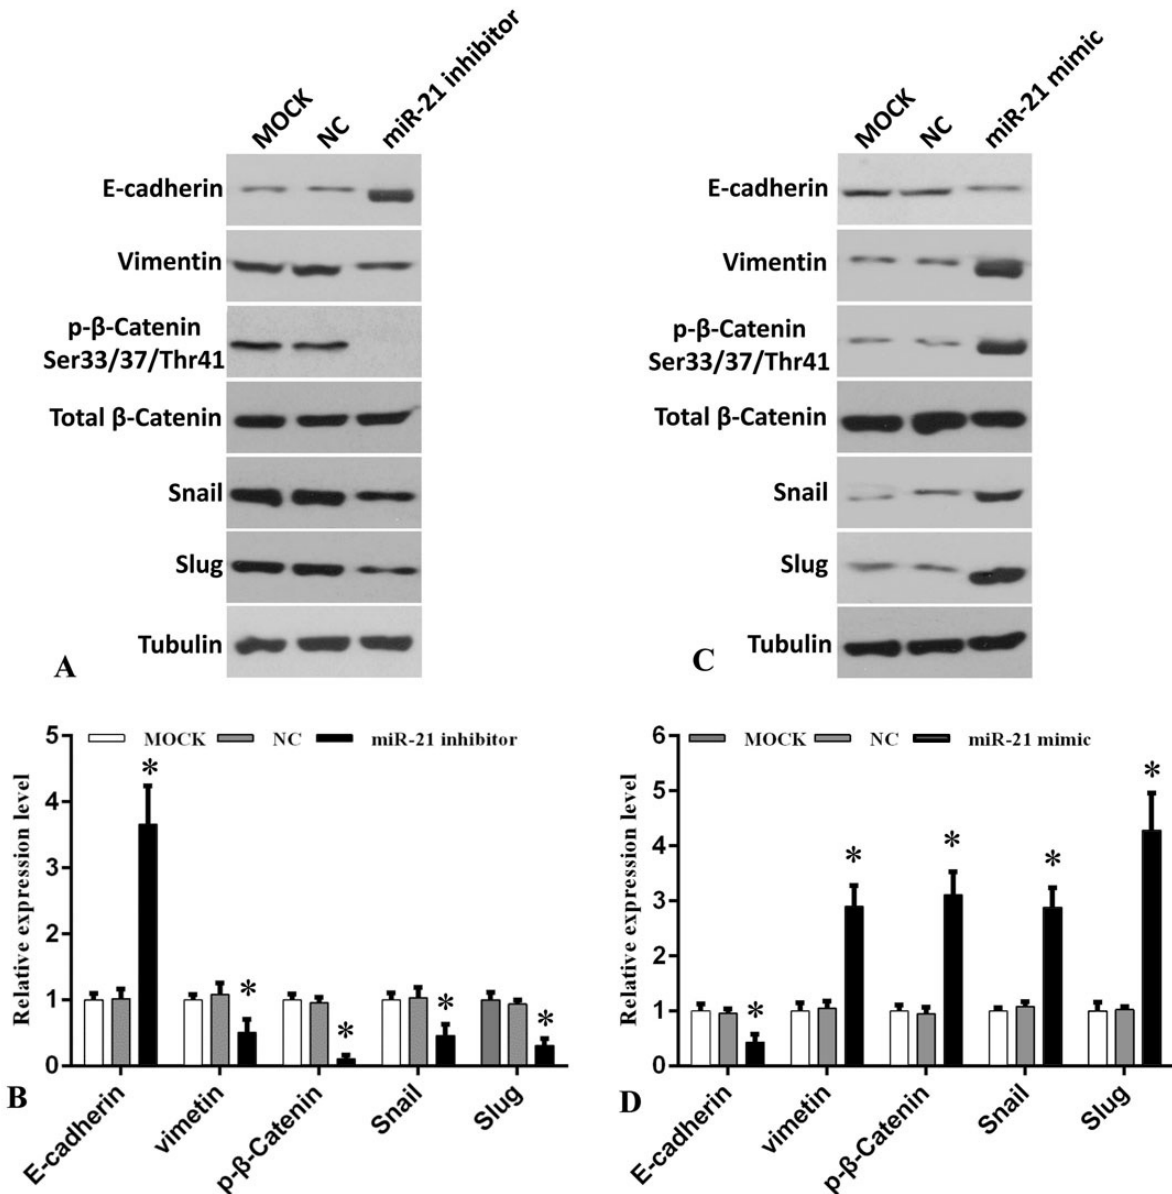 MOCK
NC
miR-21 inhibitor
E-cadherin
Vimentin
p-β-Catenin
Ser33/37/Thr41
Total β-Catenin
Snail
Slug
Tubulin
A
MOCK
NC
miR-21 mimic
E-cadherin
Vimentin
p-β-Catenin
Ser33/37/Thr41
Total β-Catenin
Snail
Slug
Tubulin
C
MOCK NC miR-21 inhibitor
Relative expression level
5
4
3
2
1
0
* * * * *
E-cadherin
vimetin
p-β-Catenin
Snail
Slug
B
MOCK NC miR-21 mimic
Relative expression level
6
5
4
3
2
1
0
* * * * *
E-cadherin
vimetin
p-β-Catenin
Snail
Slug
D